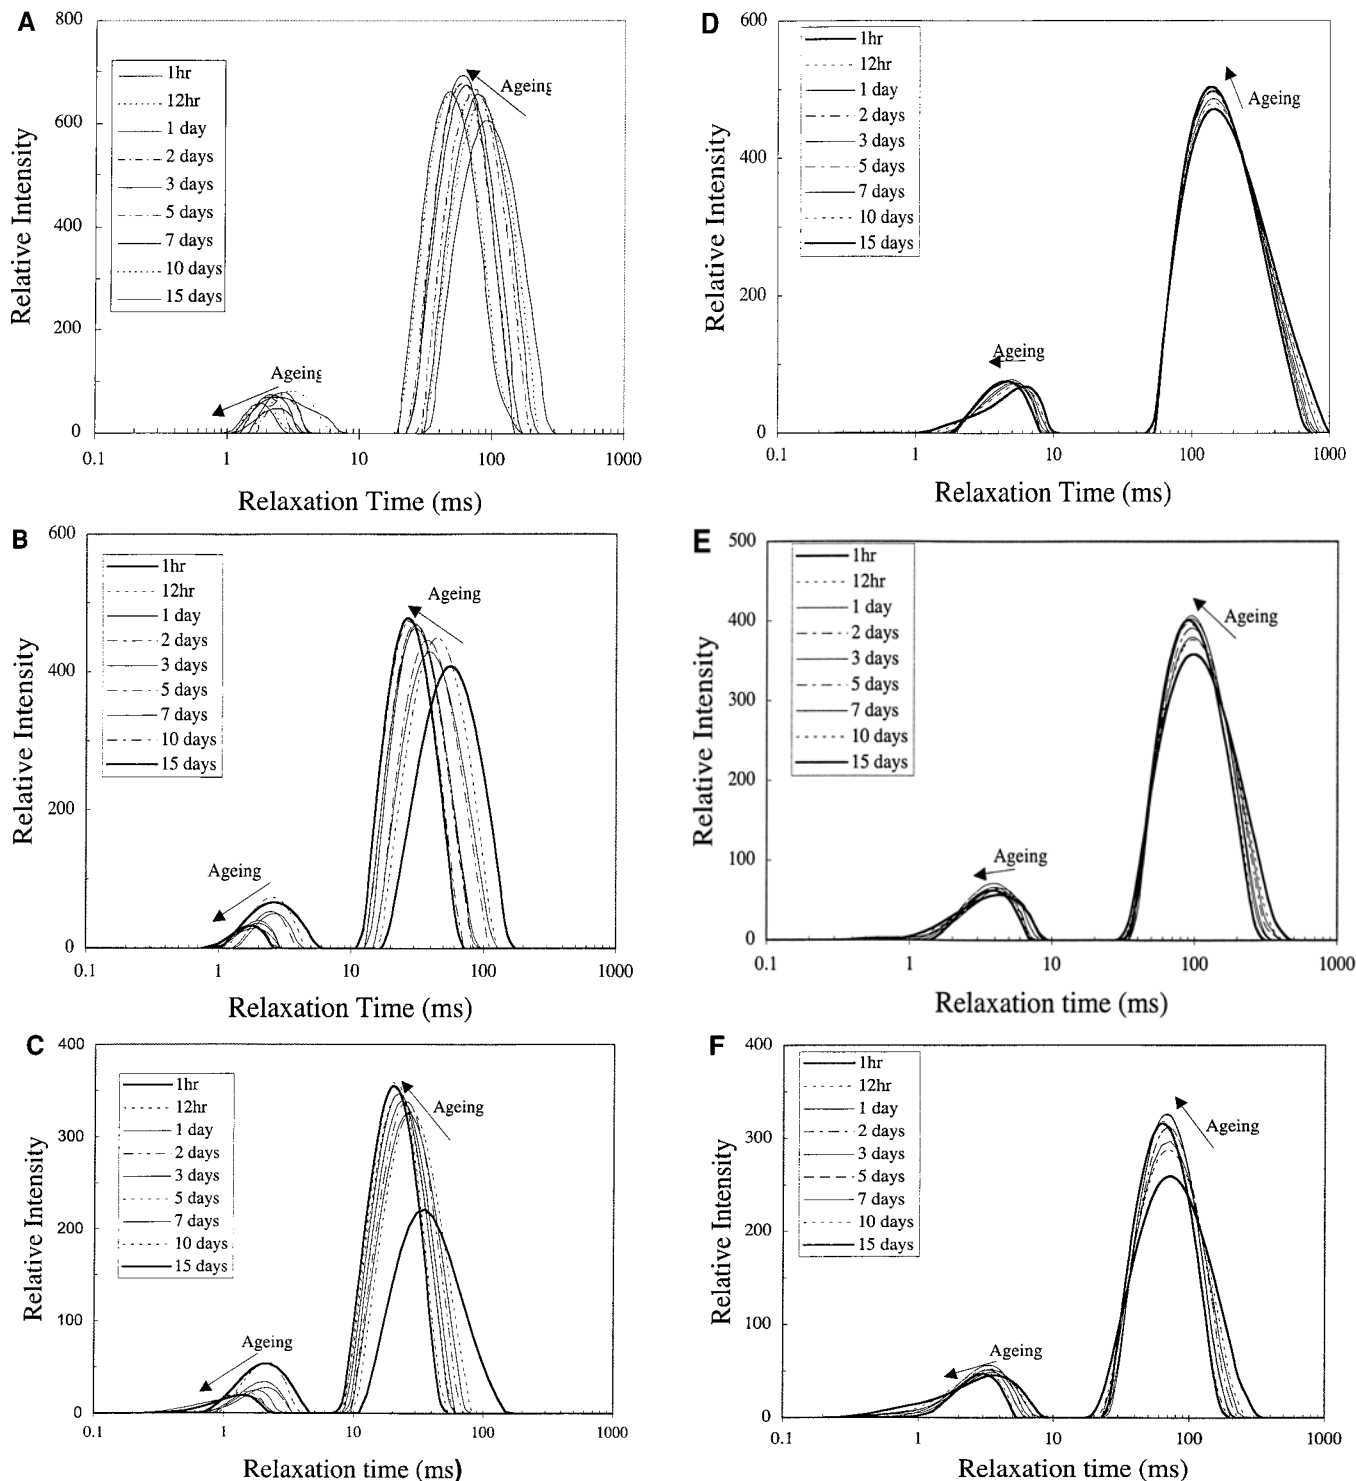 A
800
600
400
200
0
Relative Intensity
1hr
12hr
1 day
2 days
3 days
5 days
7 days
10 days
15 days
Ageing
Ageing
0.1
1
10
100
1000
Relaxation Time (ms)
B
600
400
200
0
Relative Intensity
1hr
12hr
1 day
2 days
3 days
5 days
7 days
10 days
15 days
Ageing
Ageing
0.1
1
10
100
1000
Relaxation Time (ms)
C
400
300
200
100
0
Relative Intensity
1hr
12hr
1 day
2 days
3 days
5 days
7 days
10 days
15 days
Ageing
Ageing
0.1
1
10
100
1000
Relaxation time (ms)
D
600
400
200
0
Relative Intensity
1hr
12hr
1 day
2 days
3 days
5 days
7 days
10 days
15 days
Ageing
Ageing
0.1
1
10
100
1000
Relaxation Time (ms)
E
500
400
300
200
100
0
Relative Intensity
1hr
12hr
1 day
2 days
3 days
5 days
7 days
10 days
15 days
Ageing
Ageing
0.1
1
10
100
1000
Relaxation time (ms)
F
400
300
200
100
0
Relative Intensity
1hr
12hr
1 day
2 days
3 days
5 days
7 days
10 days
15 days
Ageing
Ageing
0.1
1
10
100
1000
Relaxation time (ms)